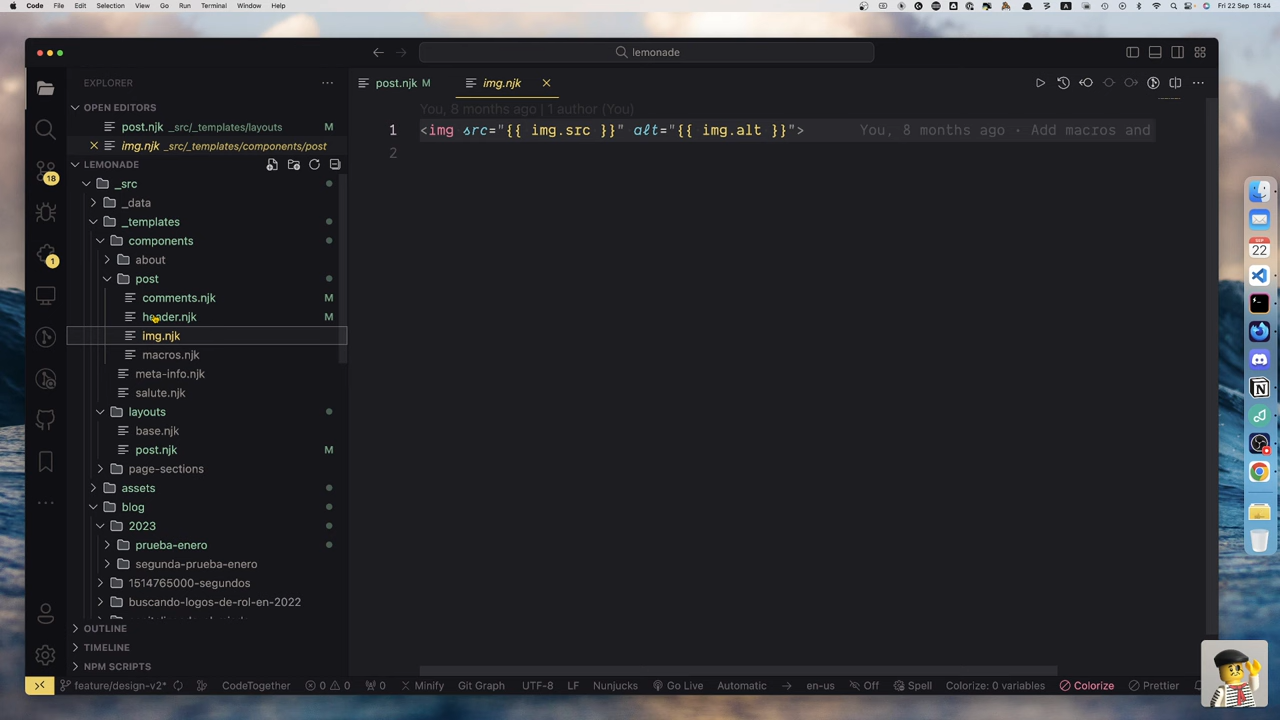 Code File Edit Selection View Go Run Terminal Window Help A Fri 22 Sep 18:44
lemonade
EXPLORER
OPEN EDITORS
post.njk _src/_templates/layouts M
img.njk _src/_templates/components/post
LEMONADE
_src
_data
_templates
components
about
post
comments.njk M
header.njk M
img.njk
macros.njk
meta-info.njk
salute.njk
layouts
base.njk
post.njk M
page-sections
assets
blog
2023
prueba-enero
segunda-prueba-enero
1514765000-segundos
buscando-logos-de-rol-en-2022
OUTLINE
TIMELINE
NPM SCRIPTS
18
1
post.njk M img.njk
You, 8 months ago | 1 author (You)
1 <img src="{{ img.src }}" alt="{{ img.alt }}"> You, 8 months ago · Add macros and
2
SEP
22
feature/design-v2* CodeTogether 0 0 0 Minify Git Graph UTF-8 LF Nunjucks Go Live Automatic en-us Off Spell Colorize: 0 variables Colorize Prettier